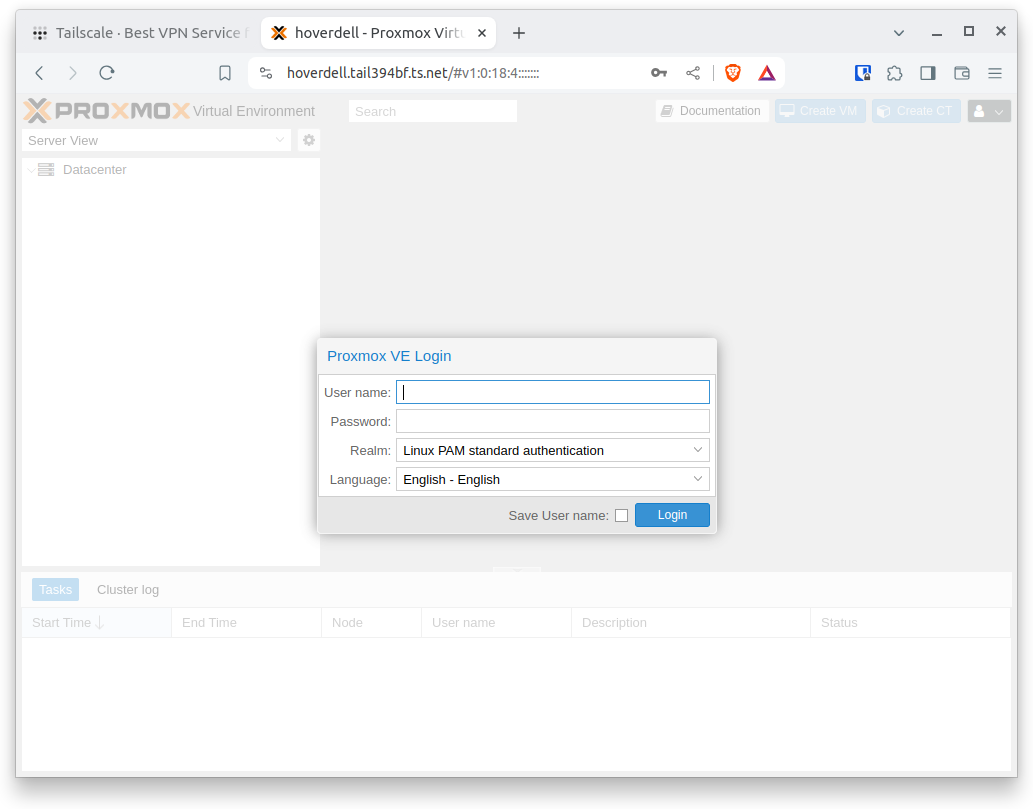 Tailscale · Best VPN Service f
hoverdell - Proxmox Virtu
hoverdell.tail394bf.ts.net/#v1:0:18:4:::::::
PROXMOX Virtual Environment
Search
Documentation
Create VM
Create CT
Server View
Datacenter
Proxmox VE Login
User name:
Password:
Realm: Linux PAM standard authentication
Language: English - English
Save User name:
Login
Tasks
Cluster log
Start Time
End Time
Node
User name
Description
Status